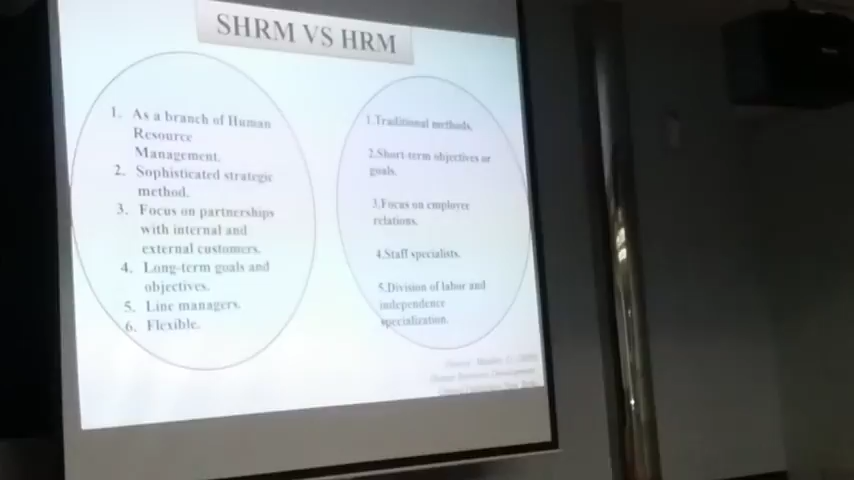 SHRM VS HRM
1. As a branch of Human
Resource
Management.
2. Sophisticated strategic
method.
3. Focus on partnerships
with internal and
external customers.
4. Long-term goals and
objectives.
5. Line managers.
6. Flexible.
1.Traditional methods.
2.Short-term objectives or
goals.
3.Focus on employee
relations.
4.Staff specialists.
5.Division of labor and
independence
specialization.
Human Resource Development